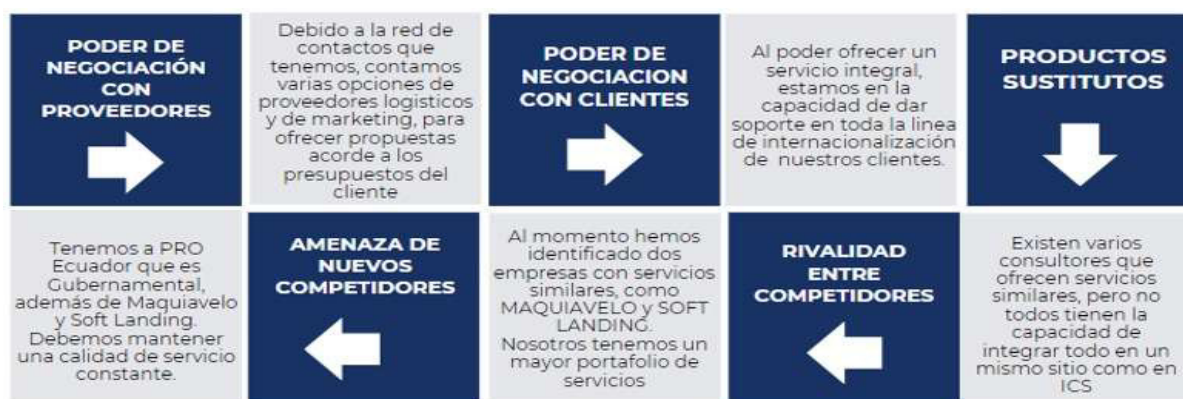 PODER DE
NEGOCIACIÓN
CON
PROVEEDORES
Debido a la red de
contactos que
tenemos, contamos
varias opciones de
proveedores logisticos
y de marketing, para
ofrecer propuestas
acorde a los
presupuestos del
cliente
PODER DE
NEGOCIACION
CON CLIENTES
Al poder ofrecer un
servicio integral,
estamos en la
capacidad de dar
soporte en toda la linea
de internacionalización
de nuestros clientes.
PRODUCTOS
SUSTITUTOS
Existen varios
consultores que
ofrecen servicios
similares, pero no
todos tienen la
capacidad de
integrar todo en un
mismo sitio como en
ICS
RIVALIDAD
ENTRE
COMPETIDORES
Al momento hemos
identificado dos
empresas con servicios
similares, como
MAQUIAVELO y SOFT
LANDING.
Nosotros tenemos un
mayor portafolio de
servicios
AMENAZA DE
NUEVOS
COMPETIDORES
Tenemos a PRO
Ecuador que es
Gubernamental,
además de Maquiavelo
y Soft Landing.
Debemos mantener
una calidad de servicio
constante.